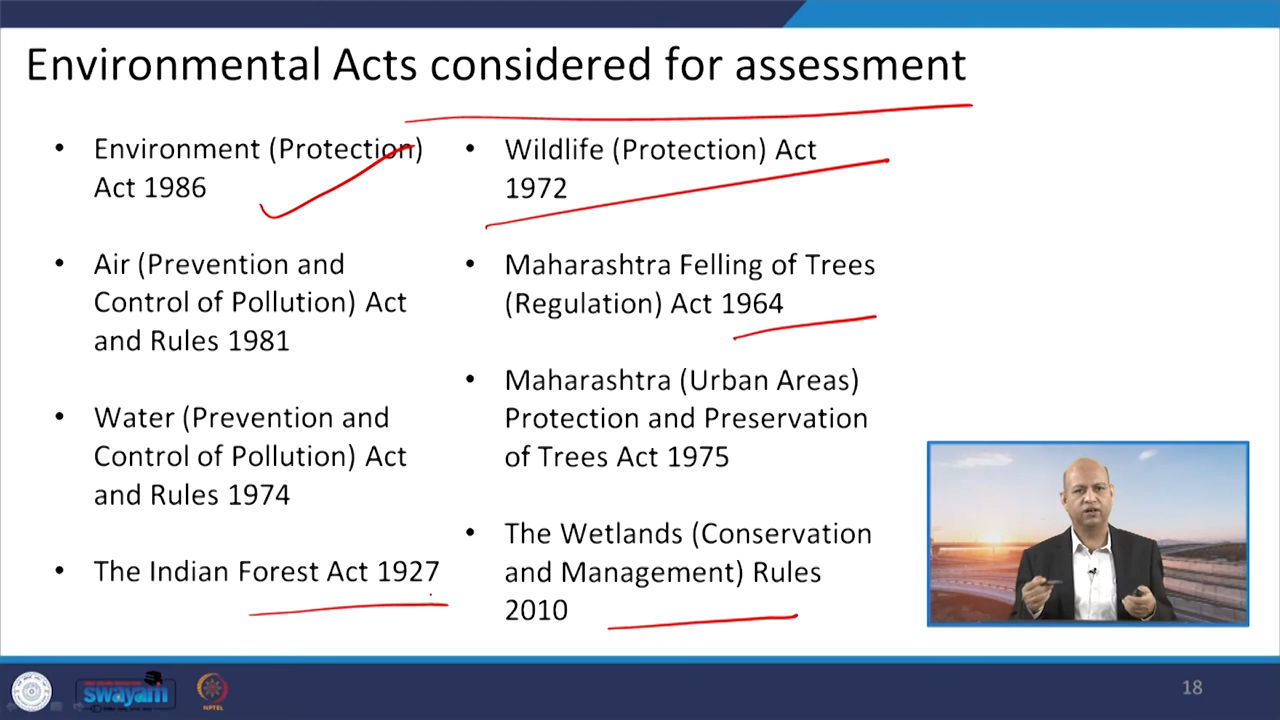 Environmental Acts considered for assessment
• Environment (Protection)
Act 1986
• Air (Prevention and
Control of Pollution) Act
and Rules 1981
• Water (Prevention and
Control of Pollution) Act
and Rules 1974
• The Indian Forest Act 1927
• Wildlife (Protection) Act
1972
• Maharashtra Felling of Trees
(Regulation) Act 1964
• Maharashtra (Urban Areas)
Protection and Preservation
of Trees Act 1975
• The Wetlands (Conservation
and Management) Rules
2010
swayam
NPTEL
18